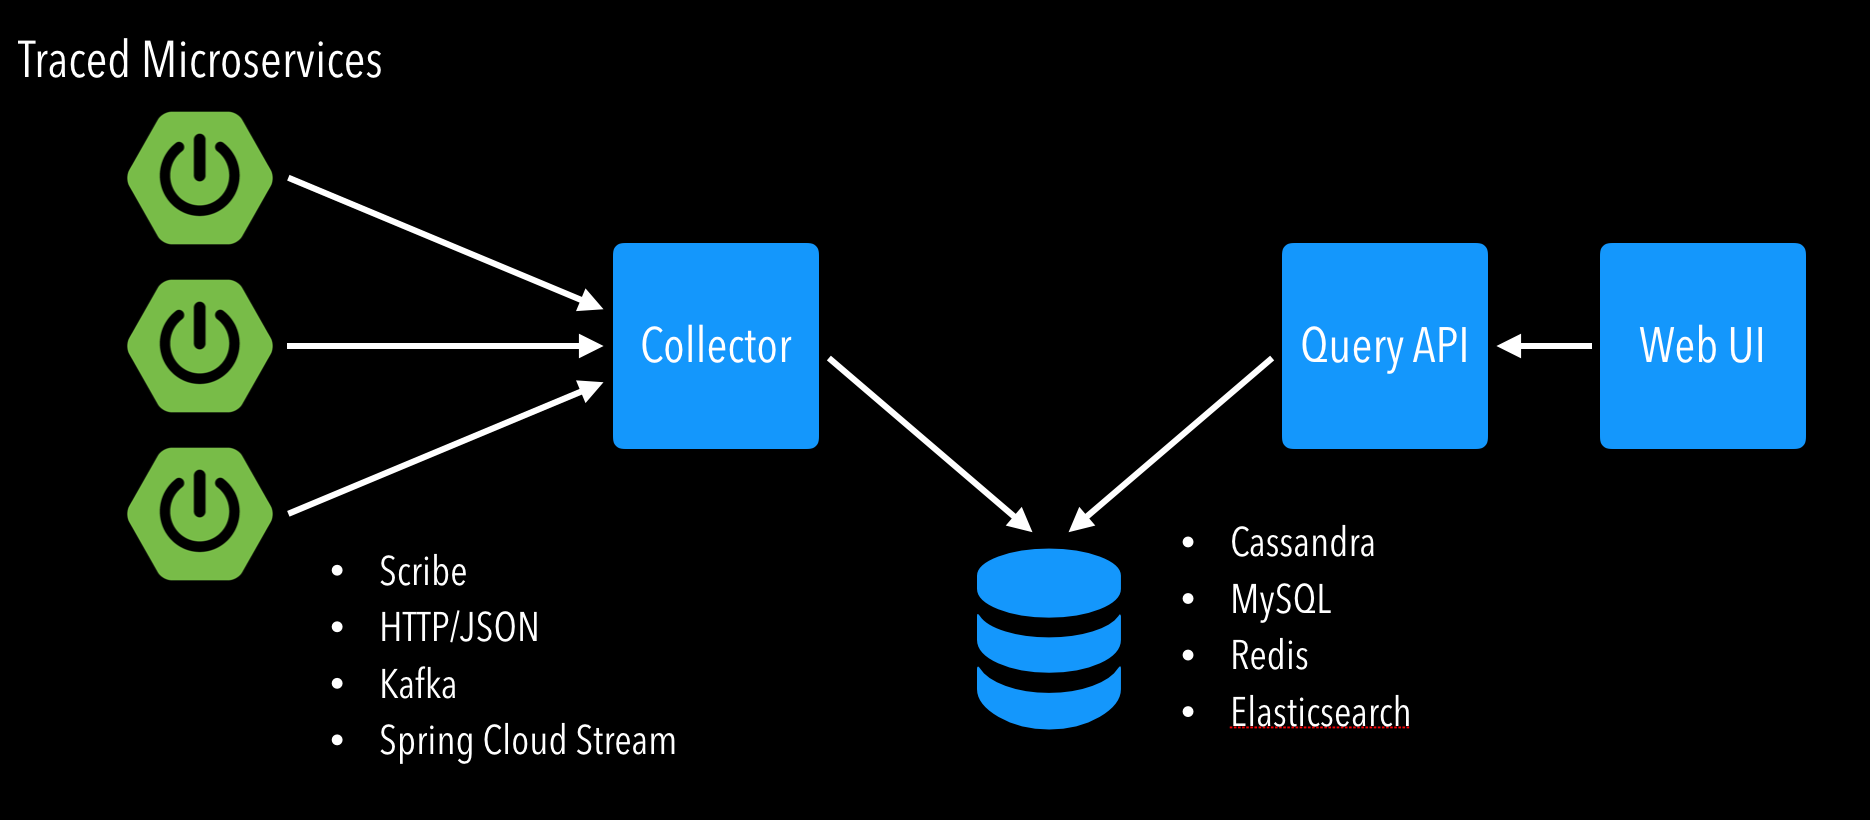 Traced Microservices
Collector
Query API
Web UI
• Scribe
• HTTP/JSON
• Kafka
• Spring Cloud Stream
• Cassandra
• MySQL
• Redis
• Elasticsearch